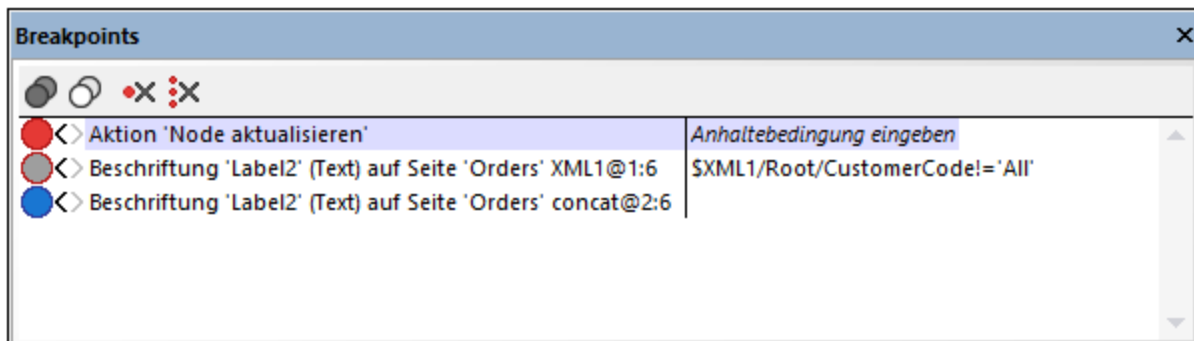 Breakpoints
Aktion 'Node aktualisieren' Anhaltebedingung eingeben
Beschriftung 'Label2' (Text) auf Seite 'Orders' XML1@1:6 $XML1/Root/CustomerCode!='All'
Beschriftung 'Label2' (Text) auf Seite 'Orders' concat@2:6